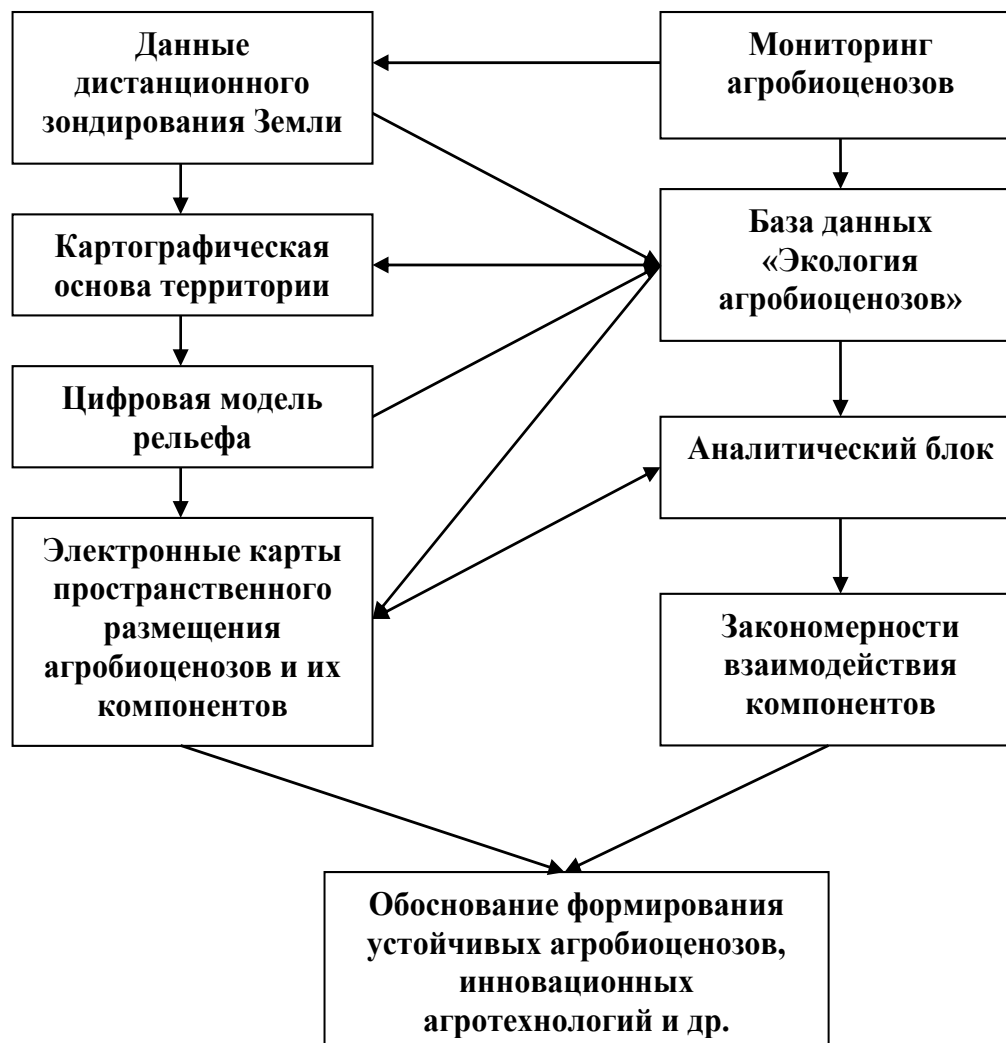 Данные
дистанционного
зондирования Земли
Мониторинг
агробиоценозов
Картографическая
основа территории
База данных
«Экология
агробиоценозов»
Цифровая модель
рельефа
Аналитический блок
Электронные карты
пространственного
размещения
агробиоценозов и их
компонентов
Закономерности
взаимодействия
компонентов
Обоснование формирования
устойчивых агробиоценозов,
инновационных
агротехнологий и др.